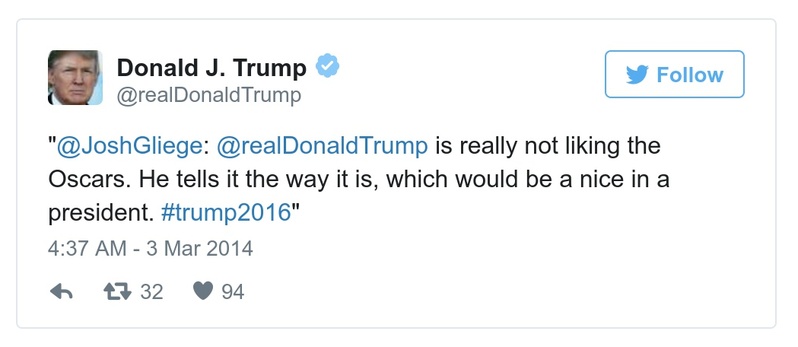 Donald J. Trump
@realDonaldTrump
Follow
"@JoshGliege: @realDonaldTrump is really not liking the
Oscars. He tells it the way it is, which would be a nice in a
president. #trump2016"
4:37 AM - 3 Mar 2014
32 94